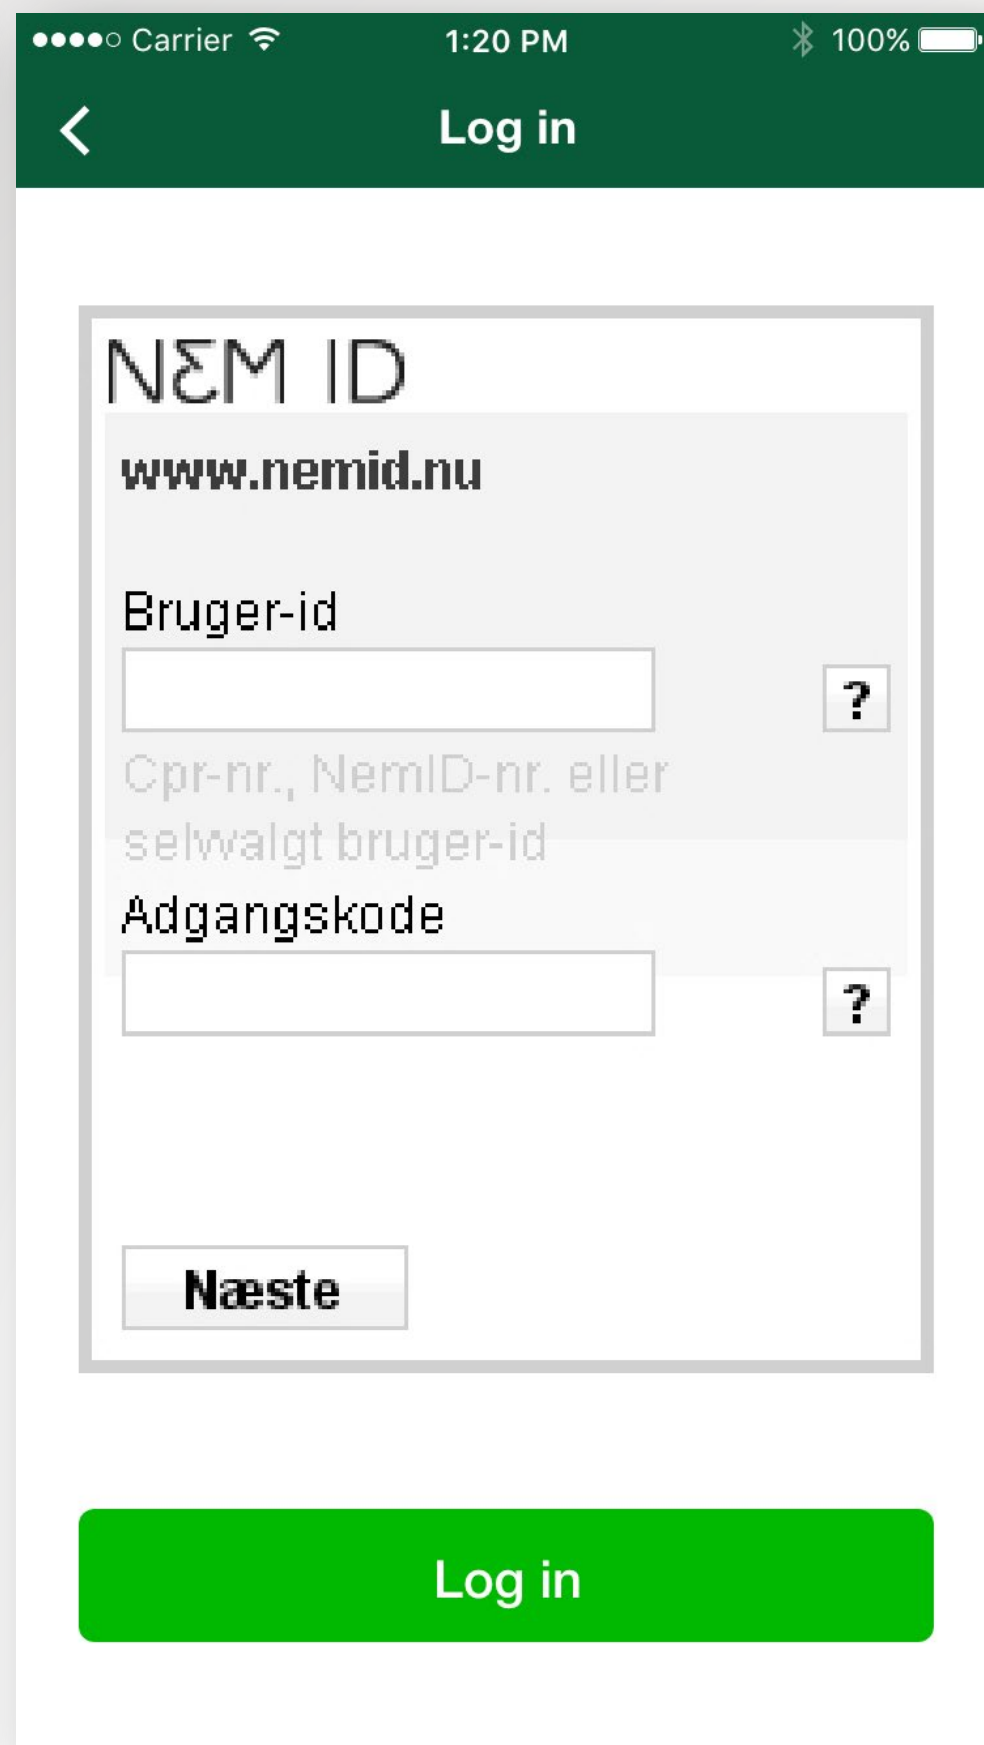 Carrier 1:20 PM 100%
Log in
NEM ID
www.nemid.nu
Bruger-id
?
Cpr-nr., NemID-nr. eller
selvvalgt bruger-id
Adgangskode
?
Næste
Log in